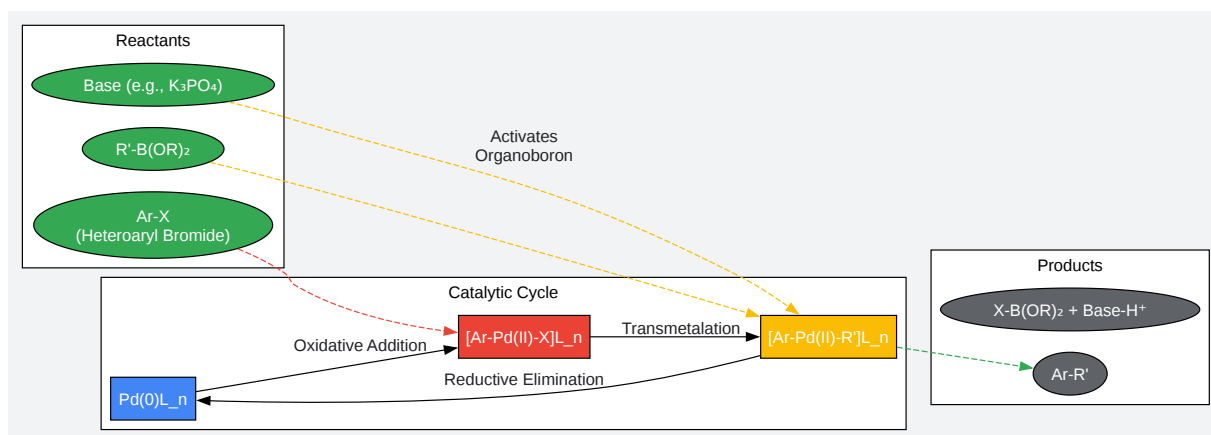 Reactants
Base (e.g., K₃PO₄)
R'-B(OR)₂
Ar-X
(Heteroaryl Bromide)
Activates
Organoboron
Catalytic Cycle
Oxidative Addition
[Ar-Pd(II)-X]L_n
Transmetalation
[Ar-Pd(II)-R']L_n
Reductive Elimination
Pd(0)L_n
Products
X-B(OR)₂ + Base-H⁺
Ar-R'